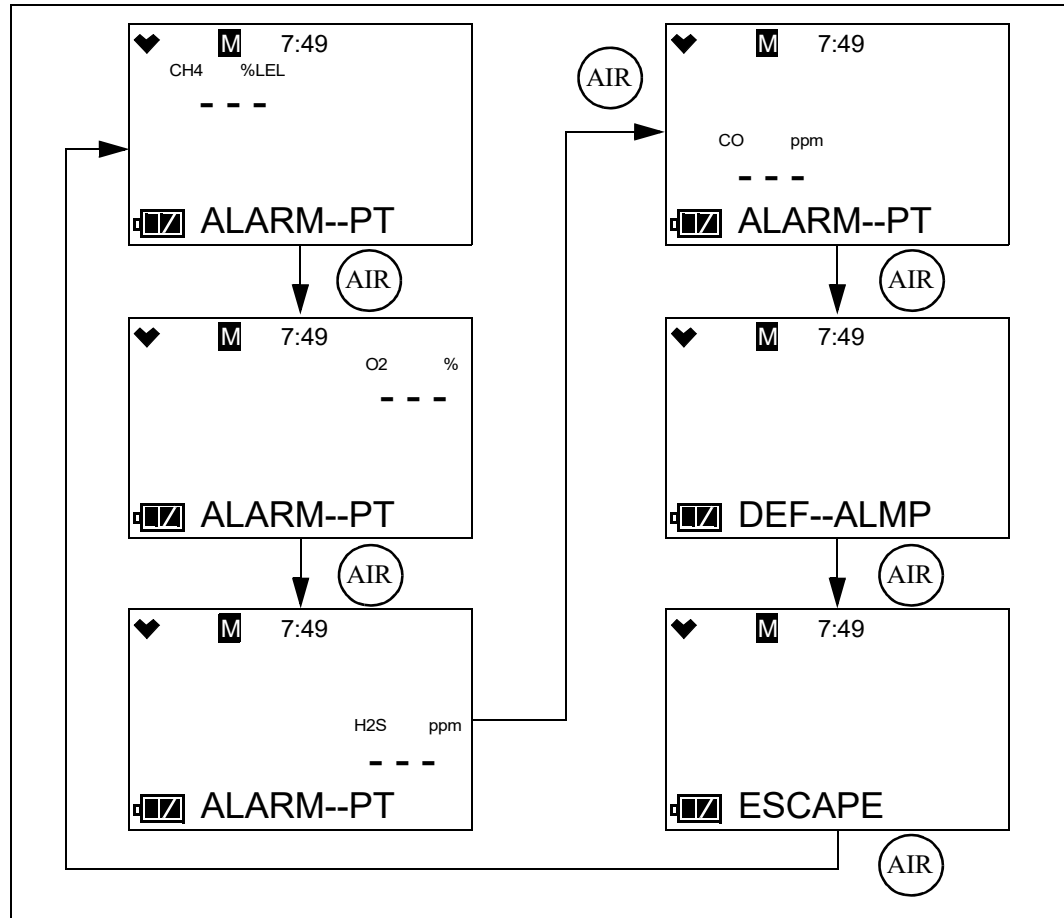 M 7:49
CH4 %LEL
- - -
ALARM--PT
AIR
M 7:49
O2 %
- - -
ALARM--PT
AIR
M 7:49
H2S ppm
- - -
ALARM--PT
AIR
M 7:49
CO ppm
- - -
ALARM--PT
AIR
M 7:49
DEF--ALMP
AIR
M 7:49
ESCAPE
AIR